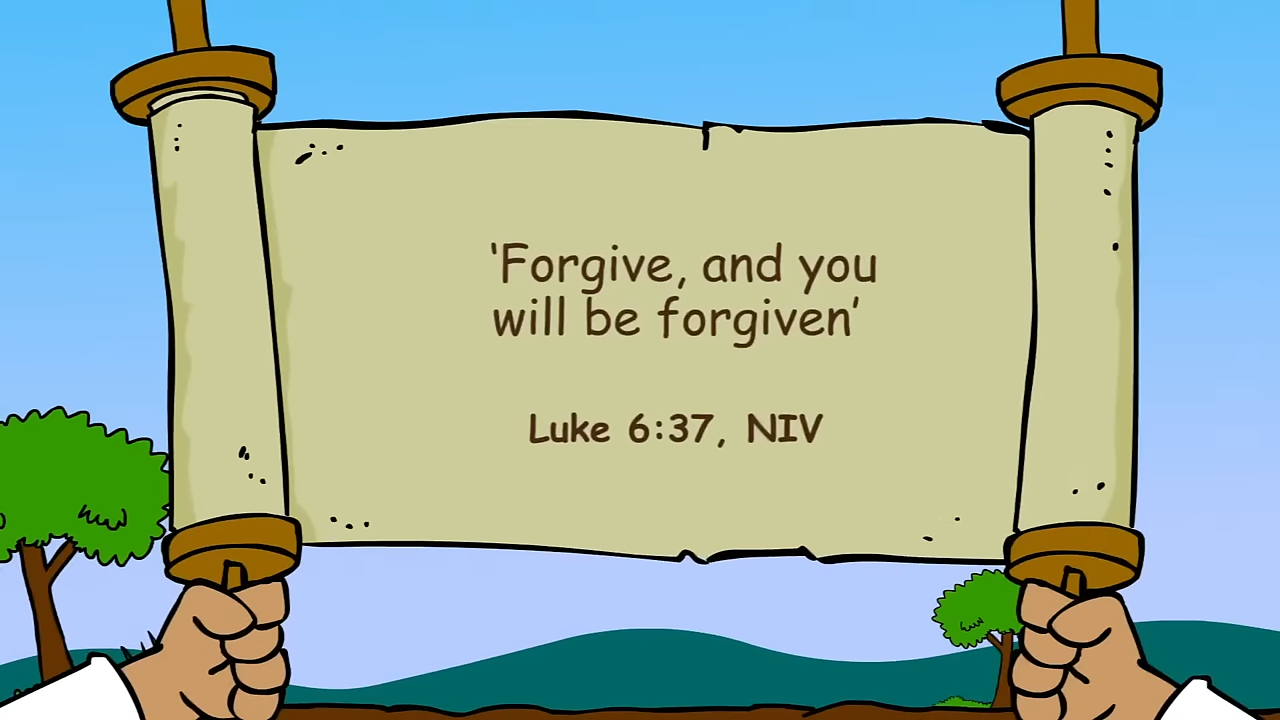 ‘Forgive, and you
will be forgiven’
Luke 6:37, NIV